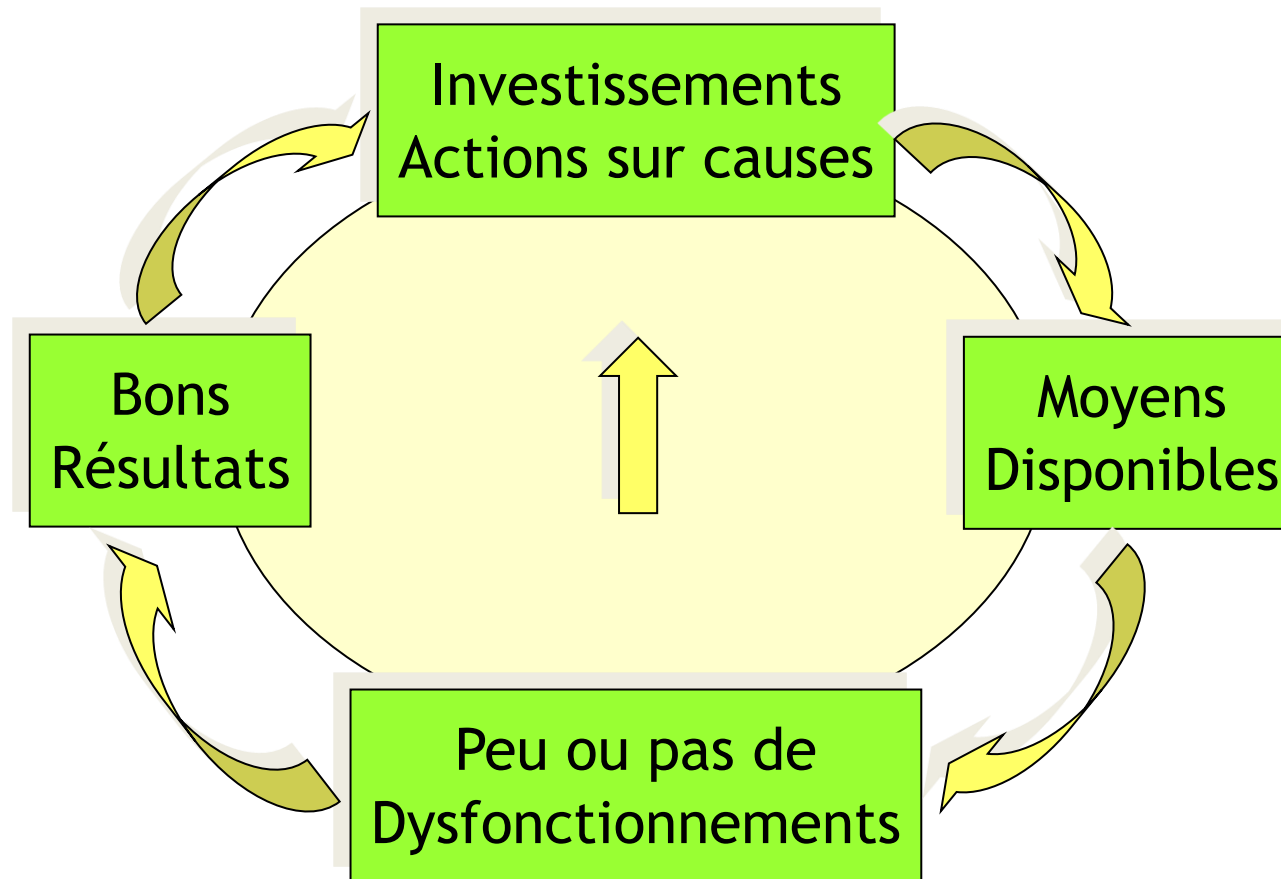 Investissements
Actions sur causes
Bons
Résultats
Moyens
Disponibles
Peu ou pas de
Dysfonctionnements